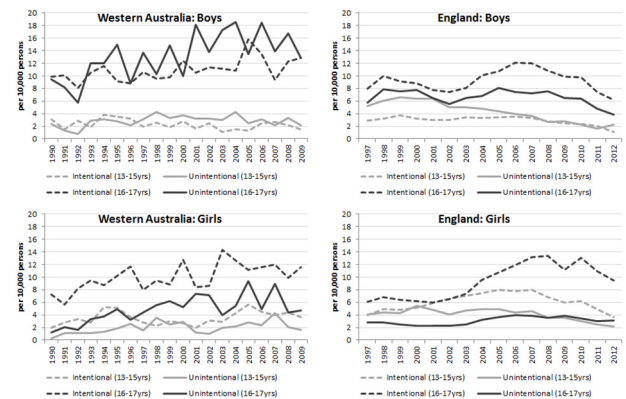 Western Australia: Boys
per 10,000 persons
20
18
16
14
12
10
8
6
4
2
0
1990 1991 1992 1993 1994 1995 1996 1997 1998 1999 2000 2001 2002 2003 2004 2005 2006 2007 2008 2009
Intentional (13-15yrs) Unintentional (13-15yrs)
Intentional (16-17yrs) Unintentional (16-17yrs)
England: Boys
per 10,000 persons
20
18
16
14
12
10
8
6
4
2
0
1997 1998 1999 2000 2001 2002 2003 2004 2005 2006 2007 2008 2009 2010 2011 2012
Intentional (13-15yrs) Unintentional (13-15yrs)
Intentional (16-17yrs) Unintentional (16-17yrs)
Western Australia: Girls
per 10,000 persons
20
18
16
14
12
10
8
6
4
2
0
1990 1991 1992 1993 1994 1995 1996 1997 1998 1999 2000 2001 2002 2003 2004 2005 2006 2007 2008 2009
Intentional (13-15yrs) Unintentional (13-15yrs)
Intentional (16-17yrs) Unintentional (16-17yrs)
England: Girls
per 10,000 persons
20
18
16
14
12
10
8
6
4
2
0
1997 1998 1999 2000 2001 2002 2003 2004 2005 2006 2007 2008 2009 2010 2011 2012
Intentional (13-15yrs) Unintentional (13-15yrs)
Intentional (16-17yrs) Unintentional (16-17yrs)